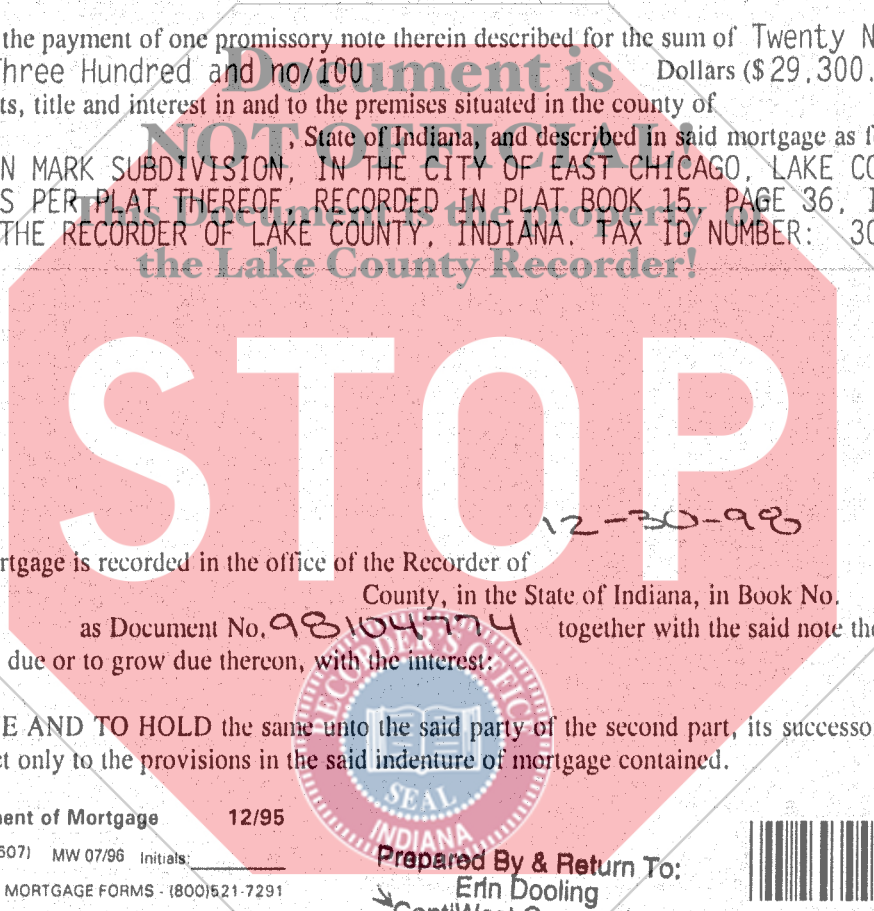 the payment of one promissory note therein described for the sum of Twenty N
Three Hundred and no/100 Dollars ($ 29,300.
ts, title and interest in and to the premises situated in the county of
, State of Indiana, and described in said mortgage as f
N MARK SUBDIVISION, IN THE CITY OF EAST CHICAGO, LAKE CO
S PER PLAT THEREOF, RECORDED IN PLAT BOOK 15, PAGE 36, I
THE RECORDER OF LAKE COUNTY, INDIANA. TAX ID NUMBER: 30
Document is
NOT OFFICIAL!
This Document is the property of
the Lake County Recorder!
STOP
12-30-98
rtgage is recorded in the office of the Recorder of
County, in the State of Indiana, in Book No.
as Document No. 98104774 together with the said note the
due or to grow due thereon, with the interest:
E AND TO HOLD the same unto the said party of the second part, its successo
ct only to the provisions in the said indenture of mortgage contained.
RECORDER'S OFFICE
SEAL
INDIANA
ent of Mortgage 12/95
607) MW 07/96 Initials:
MORTGAGE FORMS - (800)521-7291
Prepared By & Return To:
Erin Dooling